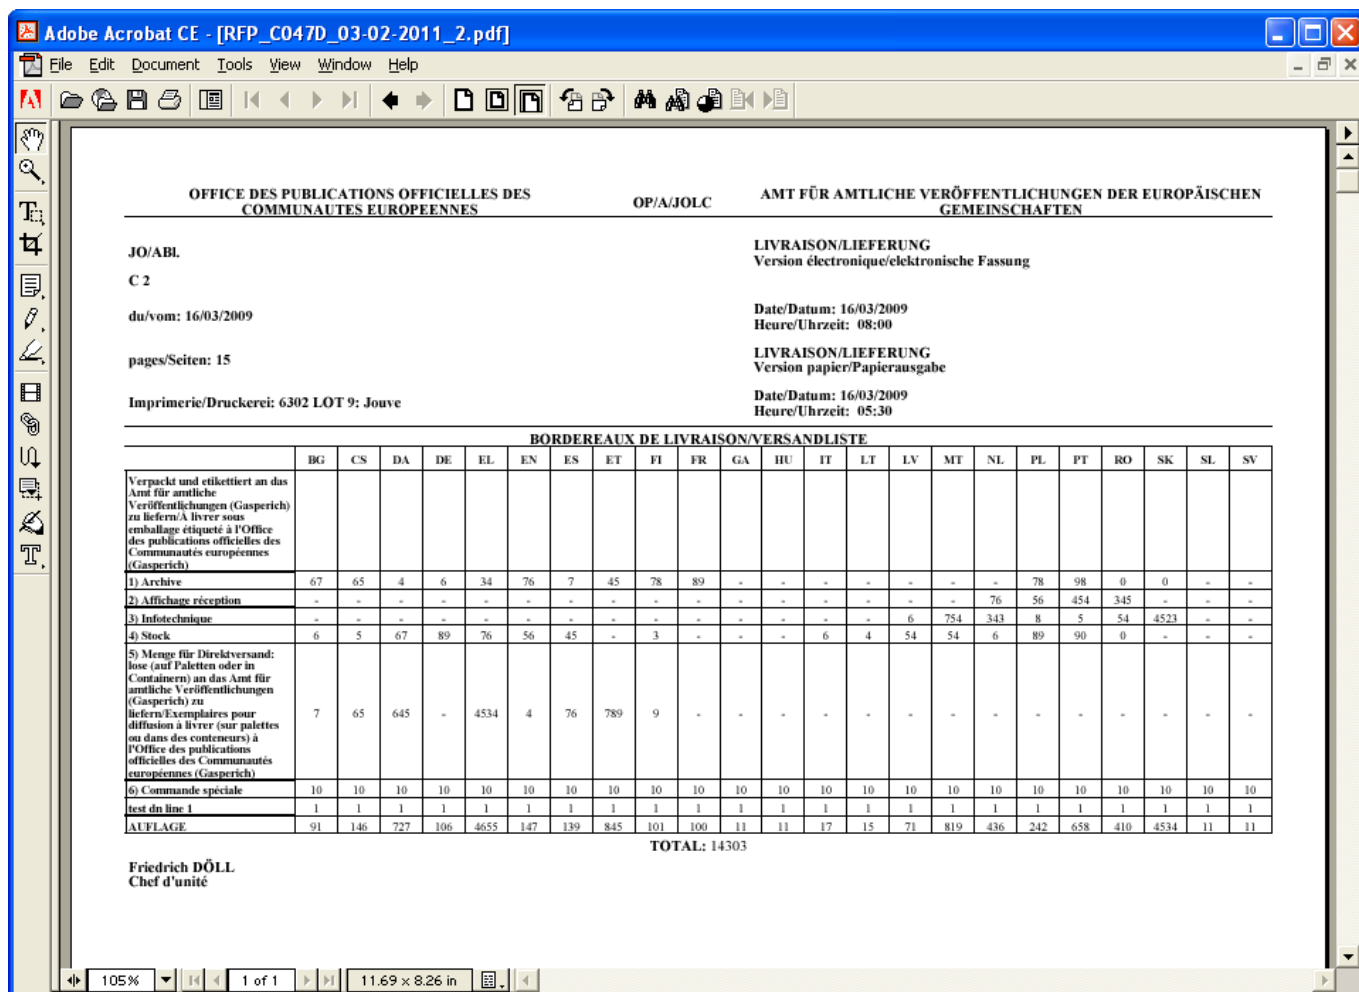 Adobe Acrobat CE - [RFP_C047D_03-02-2011_2.pdf]
File Edit Document Tools View Window Help
OFFICE DES PUBLICATIONS OFFICIELLES DES
COMMUNAUTES EUROPEENNES
OP/A/JOLC
AMT FÜR AMTLICHE VERÖFFENTLICHUNGEN DER EUROPÄISCHEN
GEMEINSCHAFTEN
JO/ABl.
C 2
du/vom: 16/03/2009
pages/Seiten: 15
Imprimerie/Druckerei: 6302 LOT 9: Jouve
LIVRAISON/LIEFERUNG
Version électronique/elektronische Fassung
Date/Datum: 16/03/2009
Heure/Uhrzeit: 08:00
LIVRAISON/LIEFERUNG
Version papier/Papierausgabe
Date/Datum: 16/03/2009
Heure/Uhrzeit: 05:30
BORDEREAUX DE LIVRAISON/VERSANDLISTE
BG CS DA DE EL EN ES ET FI FR GA HU IT LT LV MT NL PL PT RO SK SL SV
Verpackt und etikettiert an das
Amt für amtliche
Veröffentlichungen (Gasperich)
zu liefern/À livrer sous
emballage étiqueté à l'Office
des publications officielles des
Communautés européennes
(Gasperich)
1) Archive 67 65 4 6 34 76 7 45 78 89 - - - - - - - 78 98 0 0 - -
2) Affichage réception - - - - - - - - - - - - - - - - 76 56 454 345 - - -
3) Infotechnique - - - - - - - - - - - - - - 6 754 343 8 5 54 4523 - -
4) Stock 6 5 67 89 76 56 45 - 3 - - - 6 4 54 54 6 89 90 0 - - -
5) Menge für Direktversand:
lose (auf Paletten oder in
Containern) an das Amt für
amtliche Veröffentlichungen
(Gasperich) zu
liefern/Exemplaires pour
diffusion à livrer (sur palettes
ou dans des conteneurs) à
l'Office des publications
officielles des Communautés
européennes (Gasperich)
7 65 645 - 4534 4 76 789 9 - - - - - - - - - - - - - -
6) Commande spéciale 10 10 10 10 10 10 10 10 10 10 10 10 10 10 10 10 10 10 10 10 10 10 10
test dn line 1 1 1 1 1 1 1 1 1 1 1 1 1 1 1 1 1 1 1 1 1 1 1 1
AUFLAGE 91 146 727 106 4655 147 139 845 101 100 11 11 17 15 71 819 436 242 658 410 4534 11 11
TOTAL: 14303
Friedrich DÖLL
Chef d'unité
105% 1 of 1 11.69 x 8.26 in